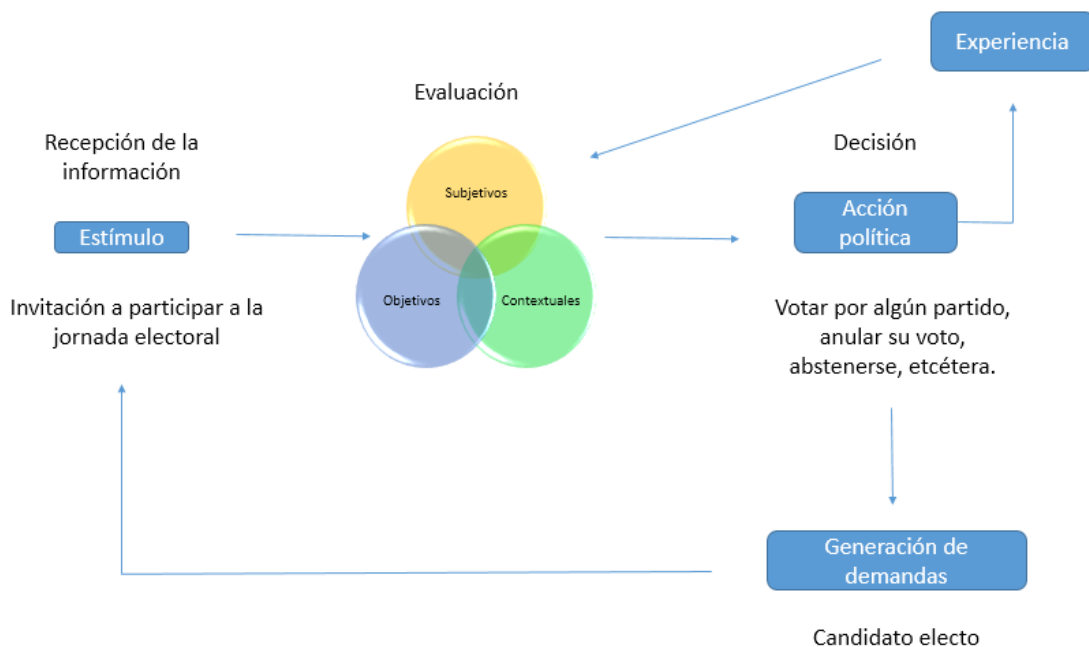 Experiencia
Evaluación
Recepción de la
información
Decisión
Subjetivos
Estímulo
Acción
política
Objetivos
Contextuales
Invitación a participar a la
jornada electoral
Votar por algún partido,
anular su voto,
abstenerse, etcétera.
Generación de
demandas
Candidato electo